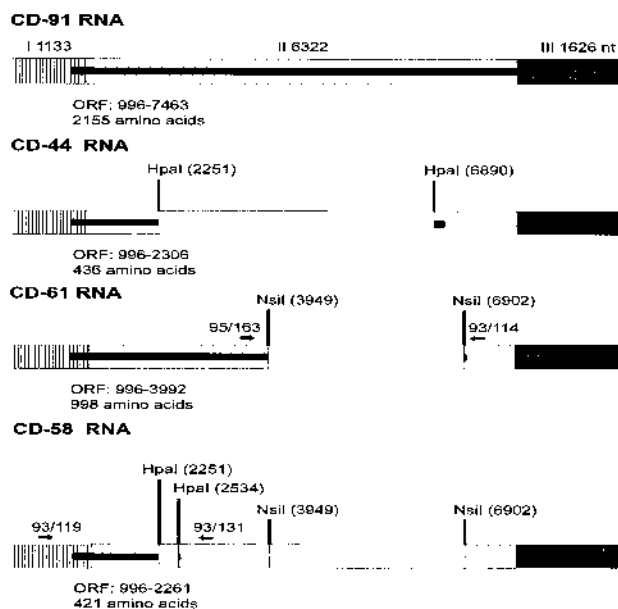 CD-91 RNA
I 1133 II 6322 III 1626 nt
ORF: 996-7463
2155 amino acids
CD-44 RNA
HpaI (2251) HpaI (6890)
ORF: 996-2306
436 amino acids
CD-61 RNA
NsiI (3949) NsiI (6902)
95/163 93/114
ORF: 996-3992
998 amino acids
CD-58 RNA
HpaI (2251)
HpaI (2534)
NsiI (3949) NsiI (6902)
93/119 93/131
ORF: 996-2261
421 amino acids